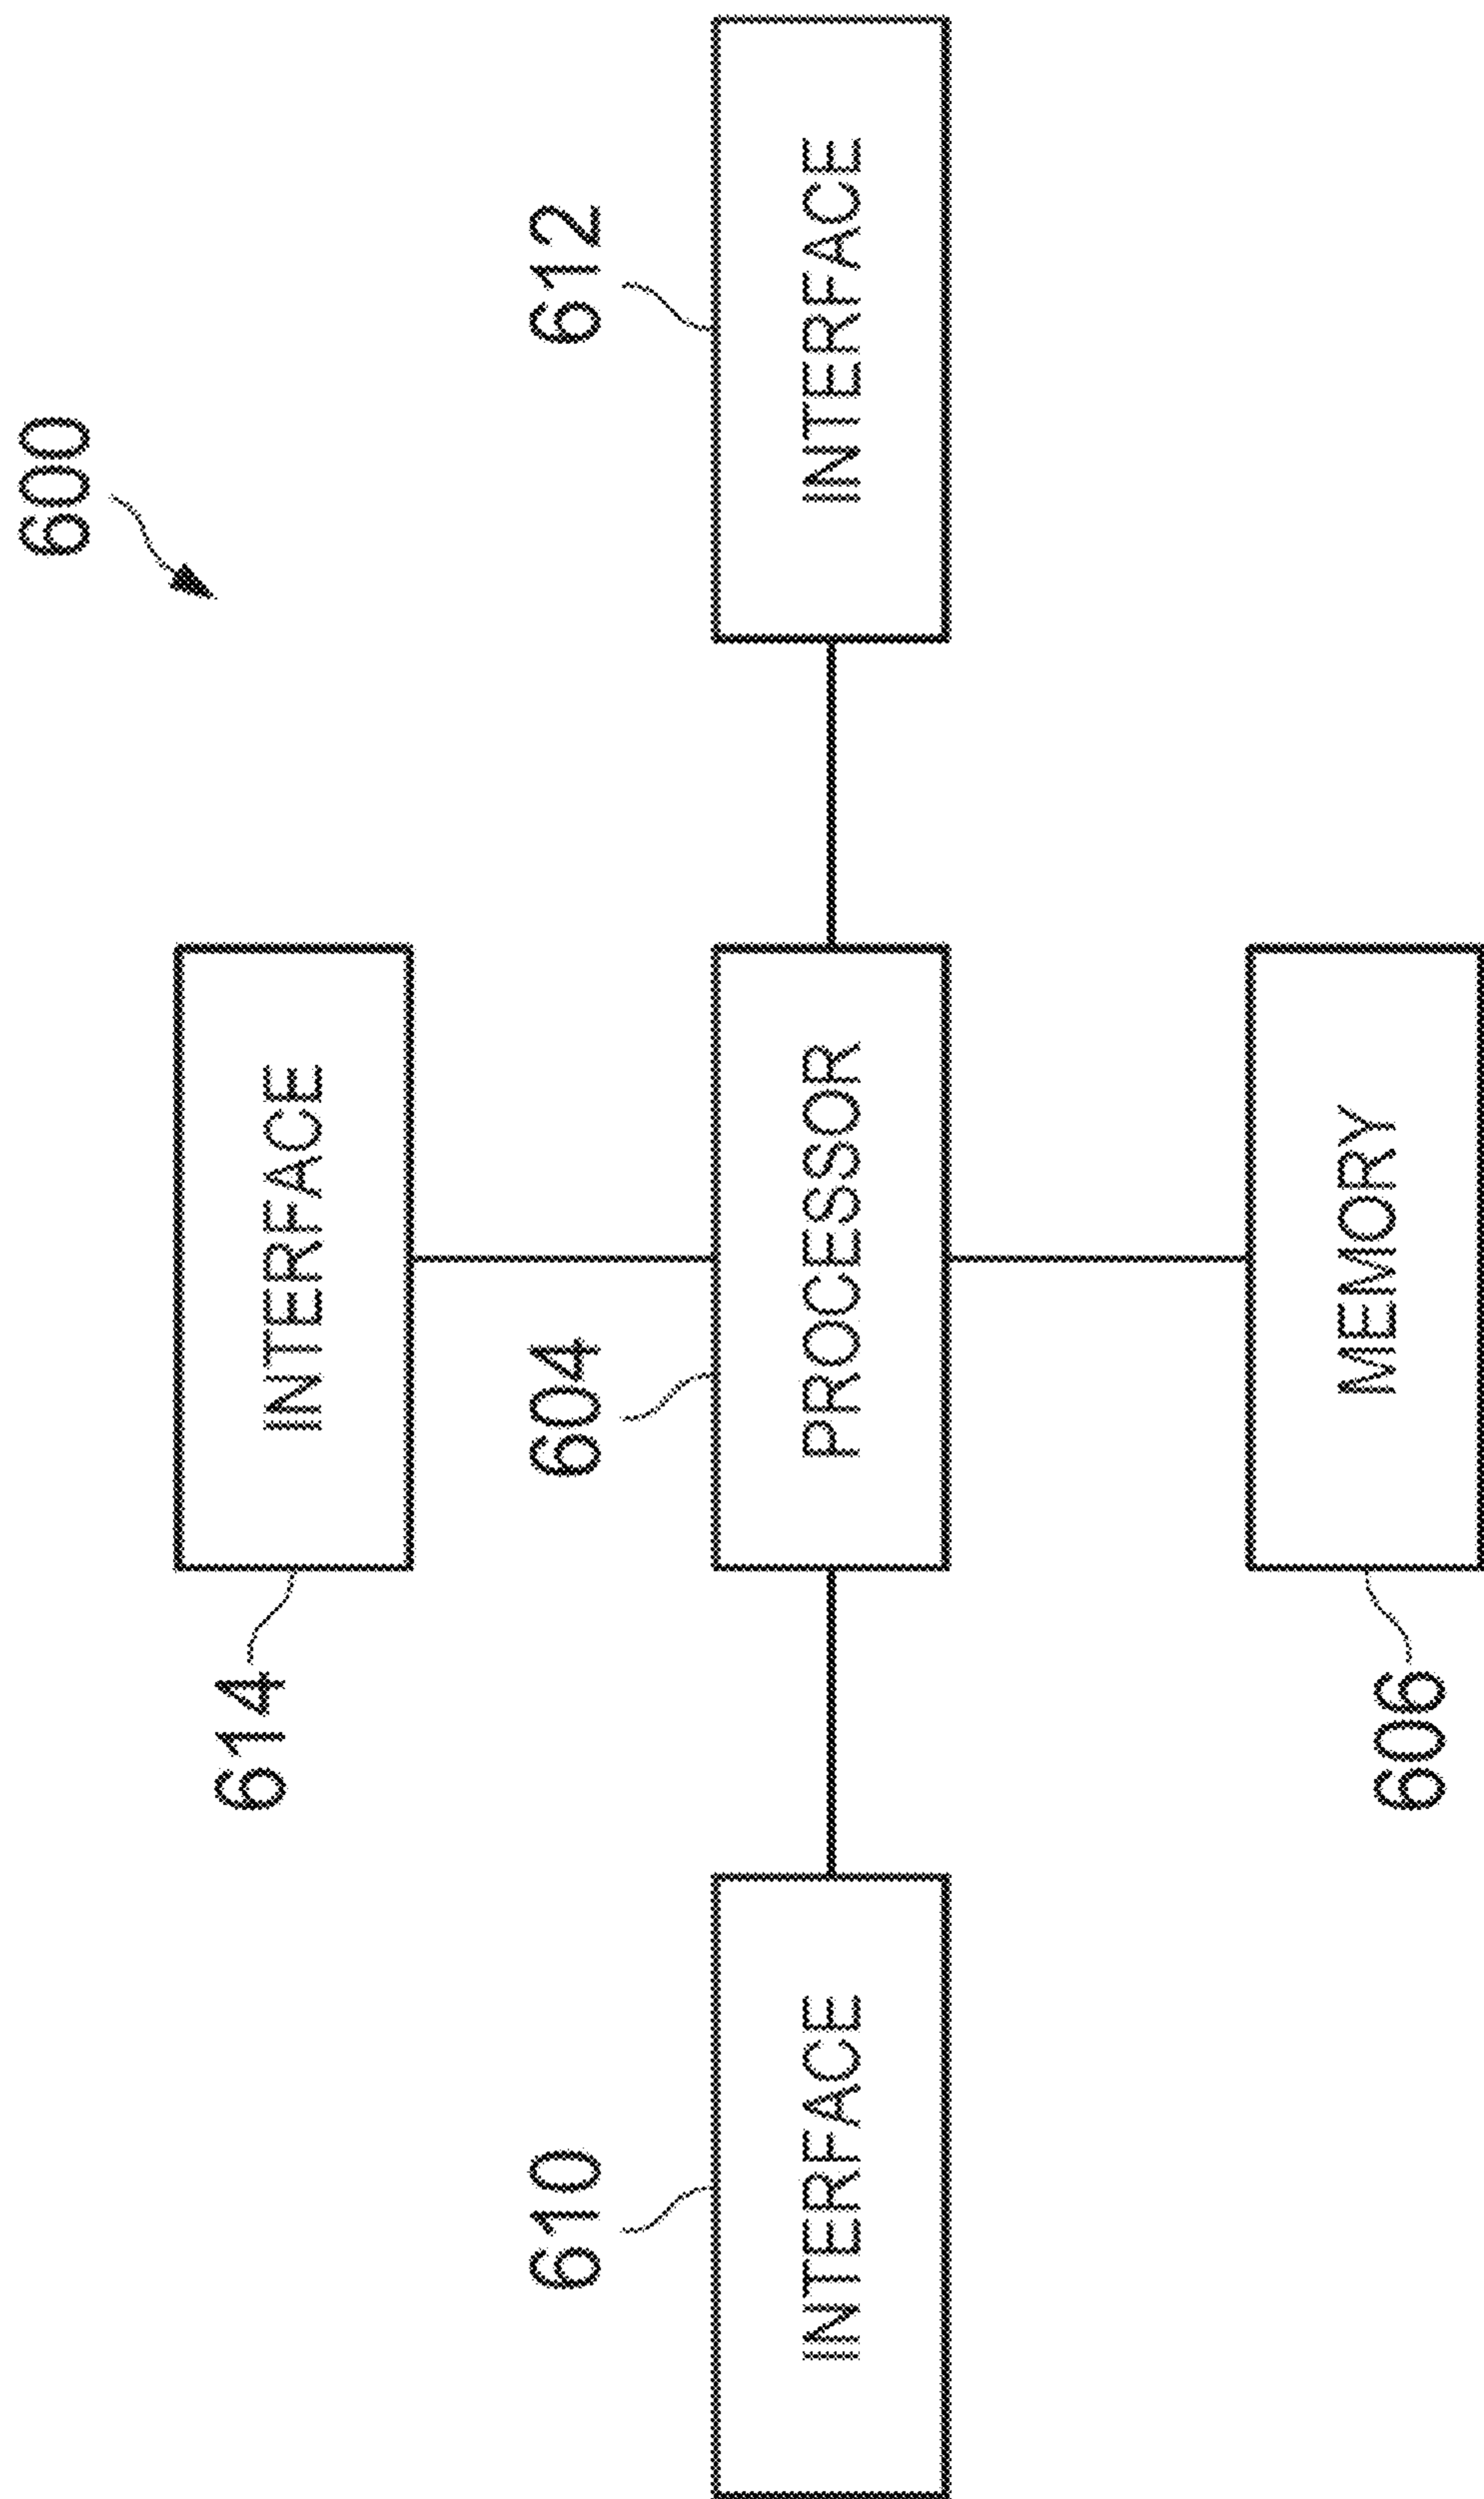 600
614
INTERFACE
610
604
612
INTERFACE
PROCESSOR
INTERFACE
MEMORY
606